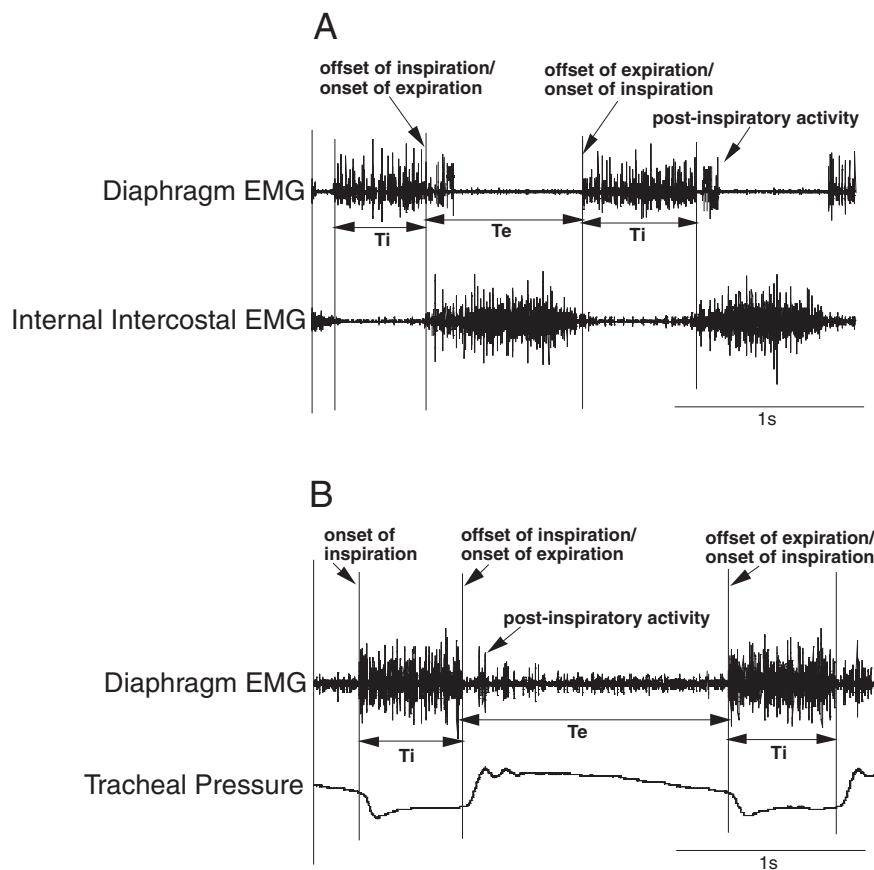 A
offset of inspiration/
onset of expiration
offset of expiration/
onset of inspiration
post-inspiratory activity
Diaphragm EMG
Ti
Te
Ti
Internal Intercostal EMG
1s
B
onset of
inspiration
offset of inspiration/
onset of expiration
offset of expiration/
onset of inspiration
post-inspiratory activity
Diaphragm EMG
Te
Ti
Ti
Tracheal Pressure
1s